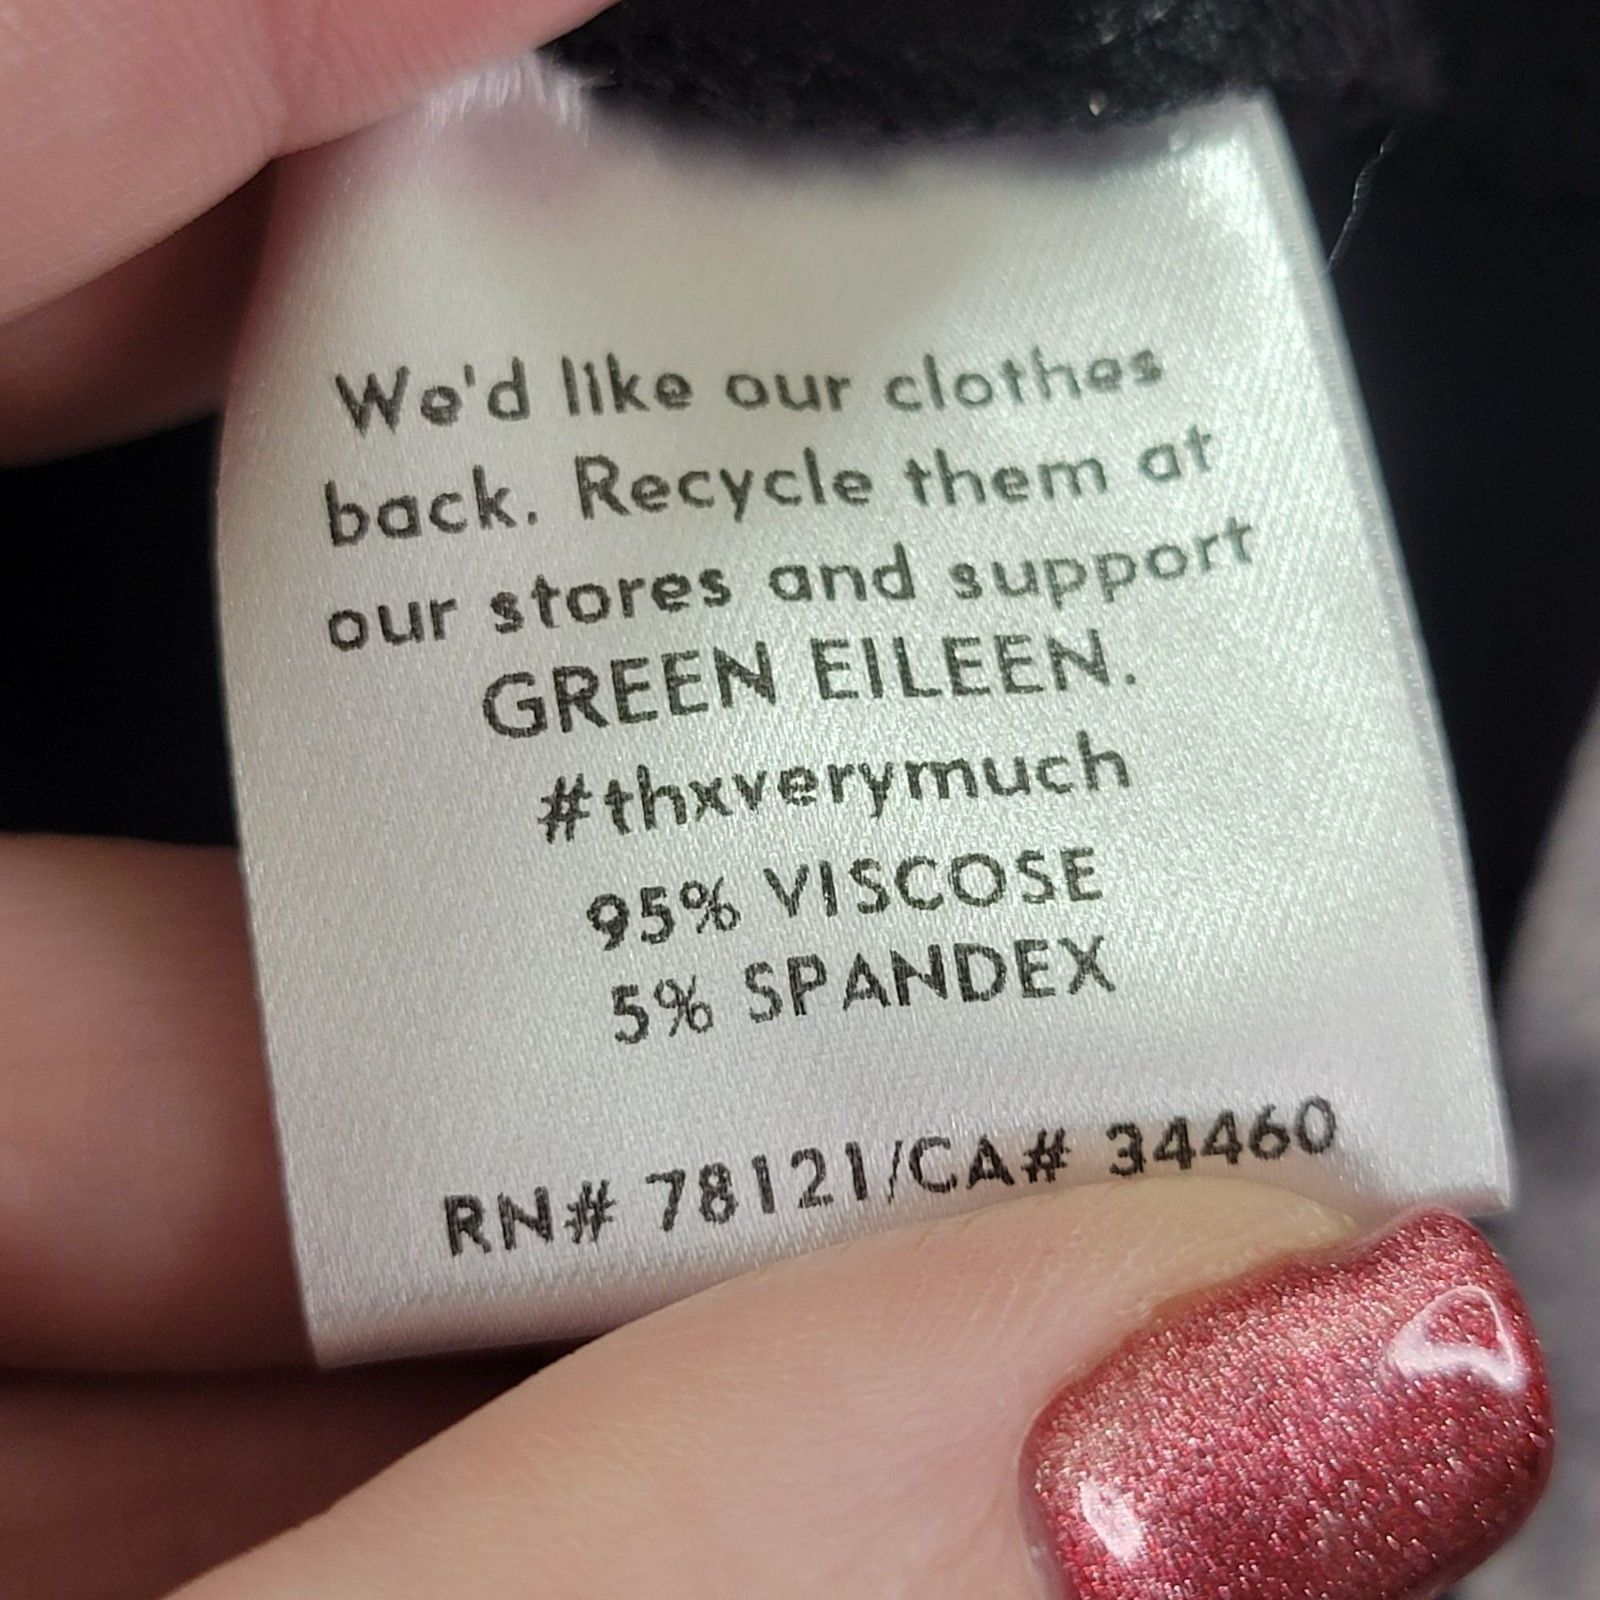 We'd like our clothes
back. Recycle them at
our stores and support
GREEN EILEEN.
#thxverymuch
95% VISCOSE
5% SPANDEX
RN# 78121/CA# 34460